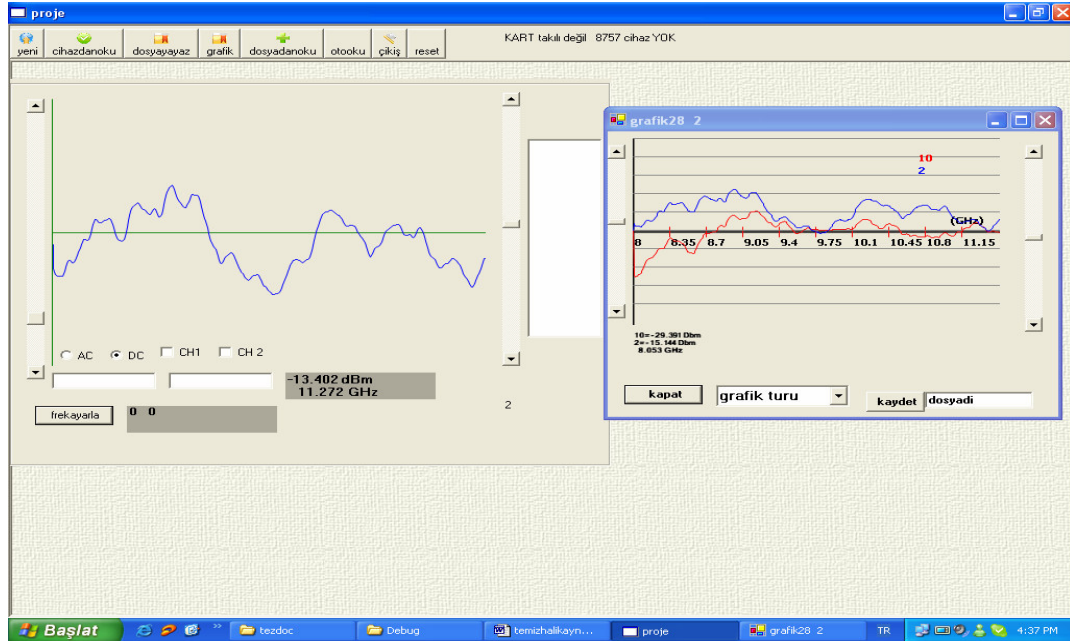 proje
yeni cihazdanoku dosyayayaz grafik dosyadanoku otooku çikiş reset
KART takılı değil 8757 cihaz YOK
AC DC CH1 CH 2
-13.402 dBm
11.272 GHz
frekayarla
0 0
2
grafik28 2
10
2
(GHz)
8 8.35 8.7 9.05 9.4 9.75 10.1 10.45 10.8 11.15
10=-29.391 Dbm
2=-15.144 Dbm
8.053 GHz
kapat grafik turu kaydet dosyadi
Başlat tezdoc Debug temizhalikayn... proje grafik28 2 TR 4:37 PM